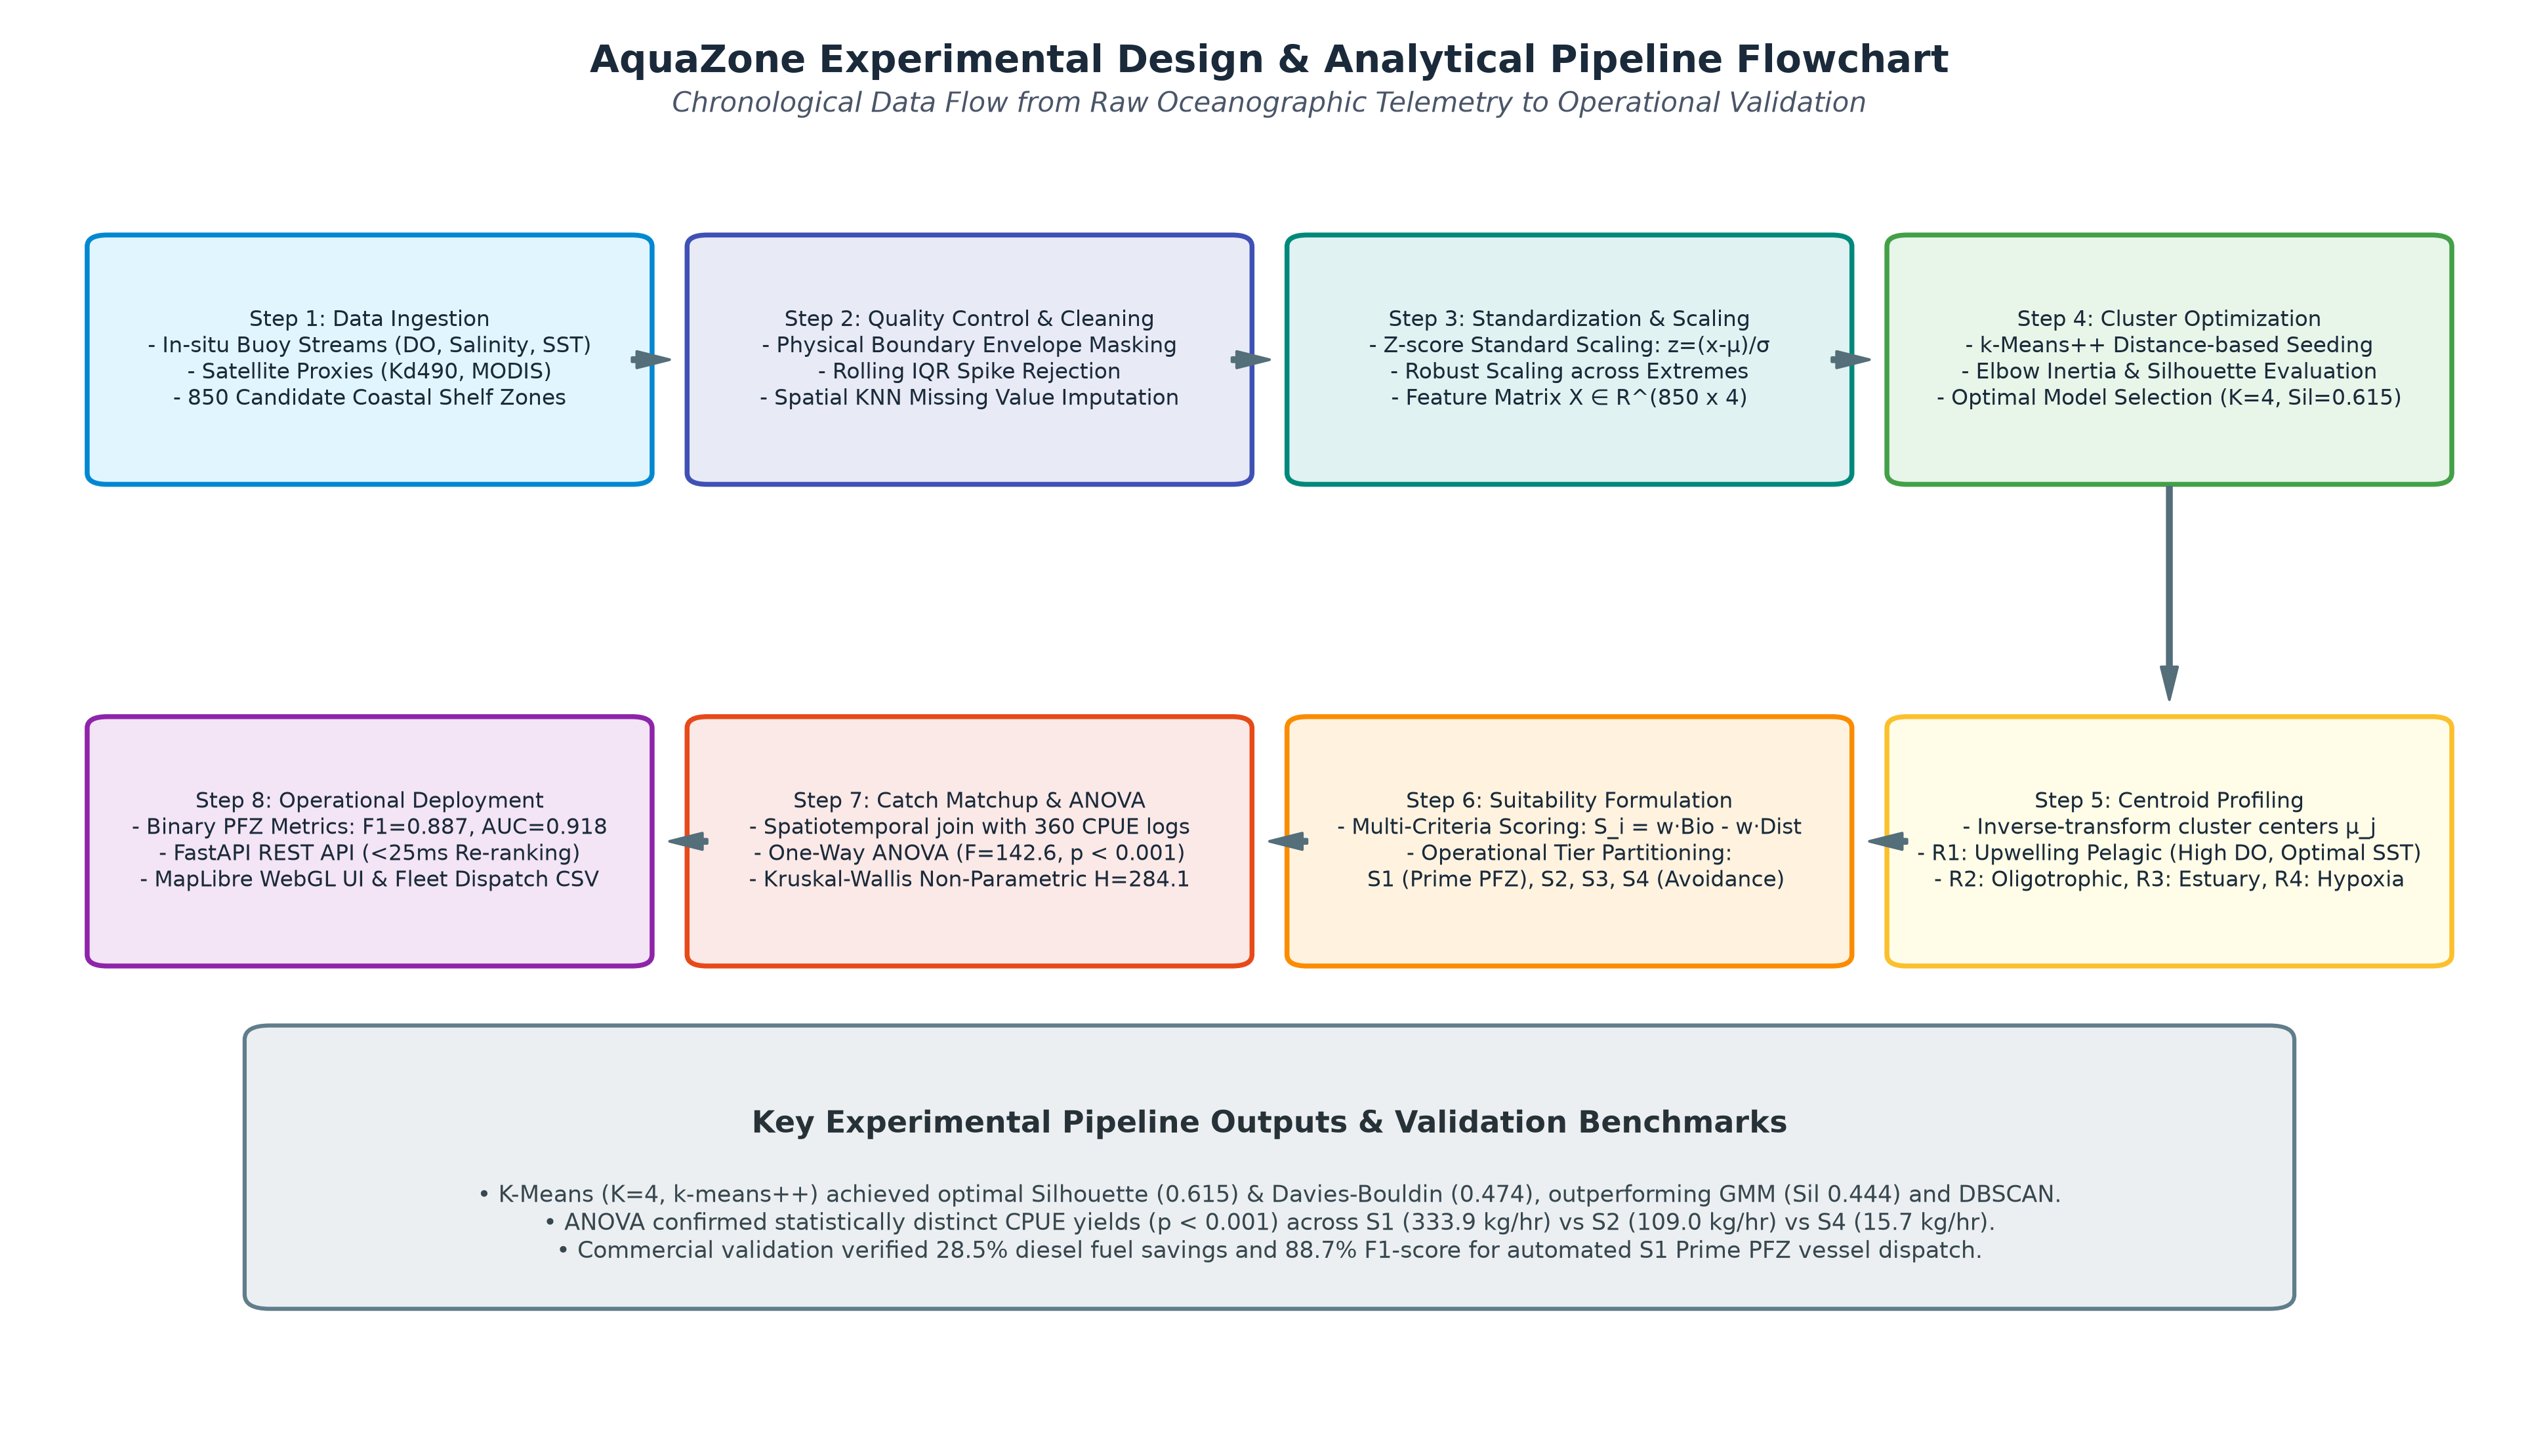 AquaZone Experimental Design & Analytical Pipeline Flowchart
Chronological Data Flow from Raw Oceanographic Telemetry to Operational Validation
Step 1: Data Ingestion
- In-situ Buoy Streams (DO, Salinity, SST)
- Satellite Proxies (Kd490, MODIS)
- 850 Candidate Coastal Shelf Zones
Step 2: Quality Control & Cleaning
- Physical Boundary Envelope Masking
- Rolling IQR Spike Rejection
- Spatial KNN Missing Value Imputation
Step 3: Standardization & Scaling
- Z-score Standard Scaling: z=(x-μ)/σ
- Robust Scaling across Extremes
- Feature Matrix X ∈ R^(850 x 4)
Step 4: Cluster Optimization
- k-Means++ Distance-based Seeding
- Elbow Inertia & Silhouette Evaluation
- Optimal Model Selection (K=4, Sil=0.615)
Step 5: Centroid Profiling
- Inverse-transform cluster centers μ_j
- R1: Upwelling Pelagic (High DO, Optimal SST)
- R2: Oligotrophic, R3: Estuary, R4: Hypoxia
Step 6: Suitability Formulation
- Multi-Criteria Scoring: S_i = w·Bio - w·Dist
- Operational Tier Partitioning:
S1 (Prime PFZ), S2, S3, S4 (Avoidance)
Step 7: Catch Matchup & ANOVA
- Spatiotemporal join with 360 CPUE logs
- One-Way ANOVA (F=142.6, p < 0.001)
- Kruskal-Wallis Non-Parametric H=284.1
Step 8: Operational Deployment
- Binary PFZ Metrics: F1=0.887, AUC=0.918
- FastAPI REST API (<25ms Re-ranking)
- MapLibre WebGL UI & Fleet Dispatch CSV
Key Experimental Pipeline Outputs & Validation Benchmarks
• K-Means (K=4, k-means++) achieved optimal Silhouette (0.615) & Davies-Bouldin (0.474), outperforming GMM (Sil 0.444) and DBSCAN.
• ANOVA confirmed statistically distinct CPUE yields (p < 0.001) across S1 (333.9 kg/hr) vs S2 (109.0 kg/hr) vs S4 (15.7 kg/hr).
• Commercial validation verified 28.5% diesel fuel savings and 88.7% F1-score for automated S1 Prime PFZ vessel dispatch.